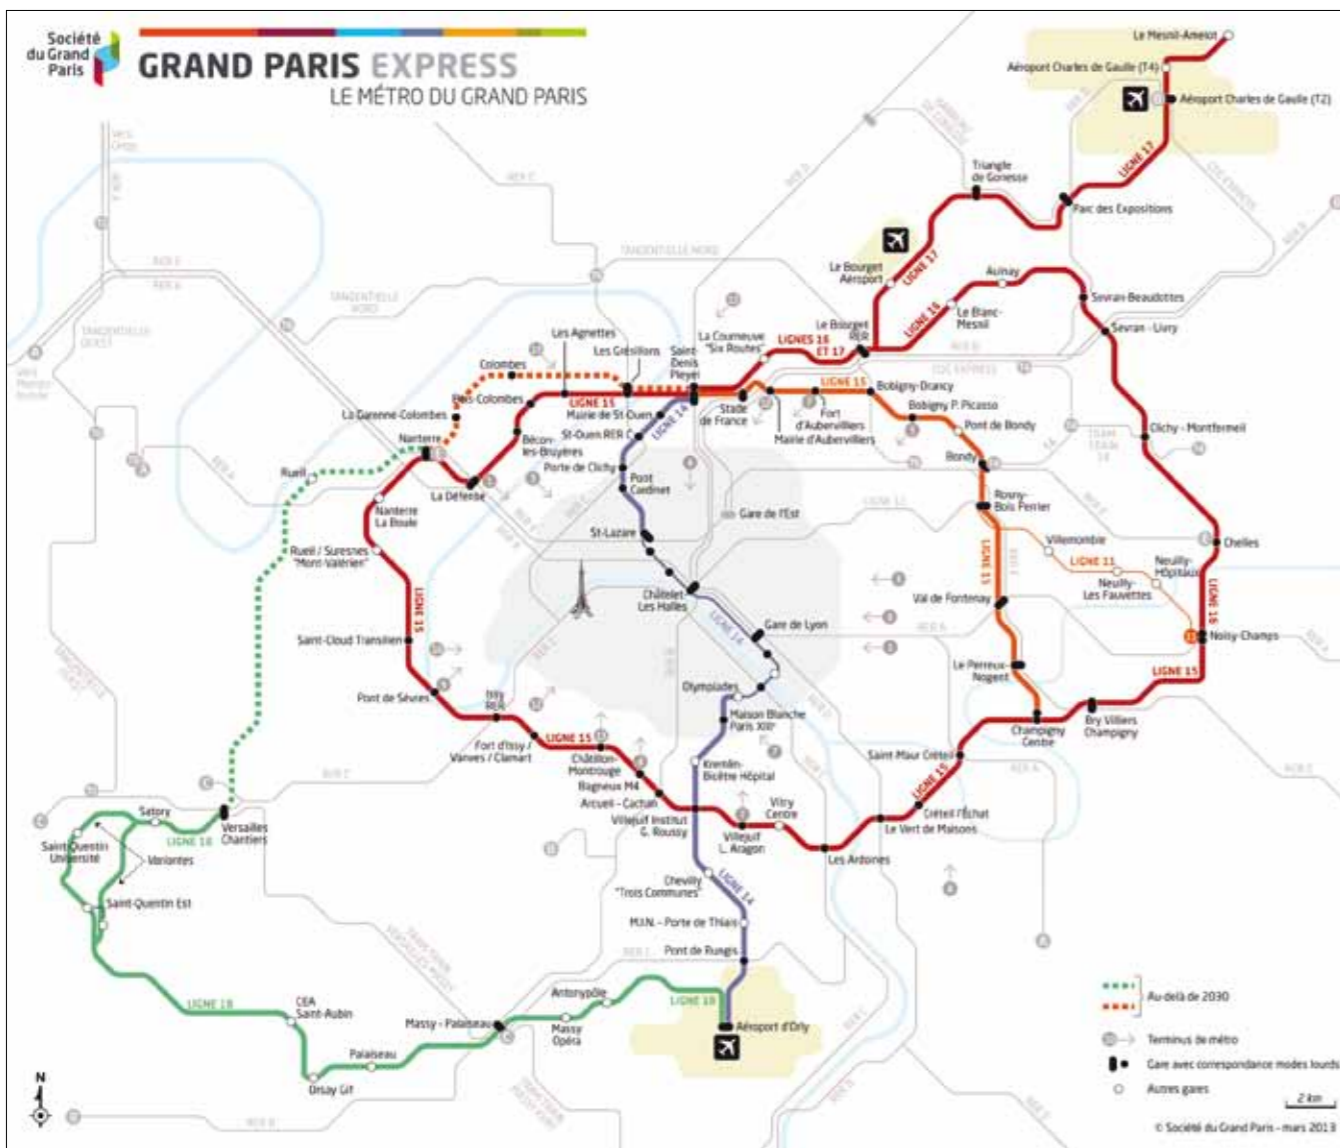 Société
du Grand
Paris
GRAND PARIS EXPRESS
LE MÉTRO DU GRAND PARIS
Le Mesnil-Amelot
Aéroport Charles de Gaulle (T4)
Aéroport Charles de Gaulle (T2)
LIGNE 17
Triangle
de Gonesse
Parc des Expositions
TANGENTIELLE NORD
Le Bourget
Aéroport
LIGNE 17
Aulnay
Sevran-Beaudottes
Le Blanc-
Mesnil
LIGNE 16
Sevran - Livry
Le Bourget
RER
LIGNES 16
ET 17
La Courneuve
"Six Routes"
Saint-
Denis
Pleyel
Les Agnettes
Les Grésillons
Colombes
Bois-Colombes
La Garenne-Colombes
LIGNE 15
Mairie de St-Ouen
LIGNE 14
Stade
de France
LIGNE 15
Bobigny-Drancy
Fort
d'Aubervilliers
Mairie d'Aubervilliers
Bobigny P. Picasso
Pont de Bondy
Bondy
Clichy - Montfermeil
CDG EXPRESS
St-Ouen RER C
Porte de Clichy
Pont
Cardinet
Nanterre
Bécon-
les-Bruyères
La Défense
Rueil
Nanterre
La Boule
Rueil / Suresnes
"Mont-Valérien"
St-Lazare
Gare de l'Est
Rosny-
Bois Perrier
Villemomble
LIGNE 11
Neuilly-
Hôpitaux
Neuilly-
Les Fauvettes
Chelles
LIGNE 15
LIGNE 16
Châtelet
Les Halles
LIGNE 14
Gare de Lyon
Val de Fontenay
Noisy-Champs
LIGNE 15
LIGNE 15
Saint-Cloud Transilien
Le Perreux-
Nogent
Pont de Sèvres
Issy
RER
Olympiades
Maison Blanche
Paris XIIIᵉ
Champigny
Centre
Bry Villiers
Champigny
LIGNE 15
Fort d'Issy /
Vanves / Clamart
Châtillon-
Montrouge
Bagneux M4
Arcueil - Cachan
Kremlin-
Bicêtre Hôpital
Saint Maur Créteil
LIGNE 15
Créteil l'Échat
Villejuif Institut
G. Roussy
Villejuif
L. Aragon
Vitry
Centre
Le Vert de Maisons
Les Ardoines
Satory
LIGNE 18
Versailles
Chantiers
Saint-Quentin
Université
Variantes
Saint-Quentin Est
Chevilly
"Trois Communes"
LIGNE 14
M.I.N. - Porte de Thiais
Pont de Rungis
LIGNE 18
CEA
Saint-Aubin
Massy - Palaiseau
Antonypôle
LIGNE 18
Massy
Opéra
Aéroport d'Orly
Palaiseau
Orsay Gif
Au-delà de 2030
Terminus de métro
Gare avec correspondance modes lourds
Autres gares
N
2 km
© Société du Grand Paris - mars 2013